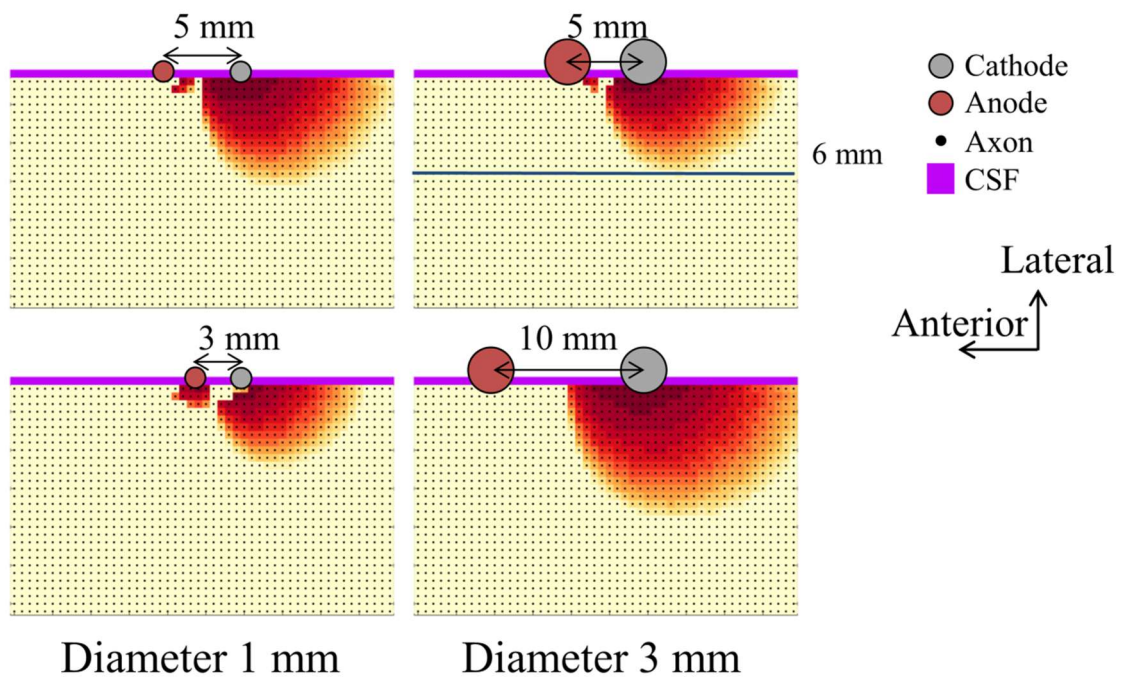 5 mm
5 mm
Cathode
Anode
Axon
CSF
6 mm
Lateral
Anterior
3 mm
10 mm
Diameter 1 mm
Diameter 3 mm